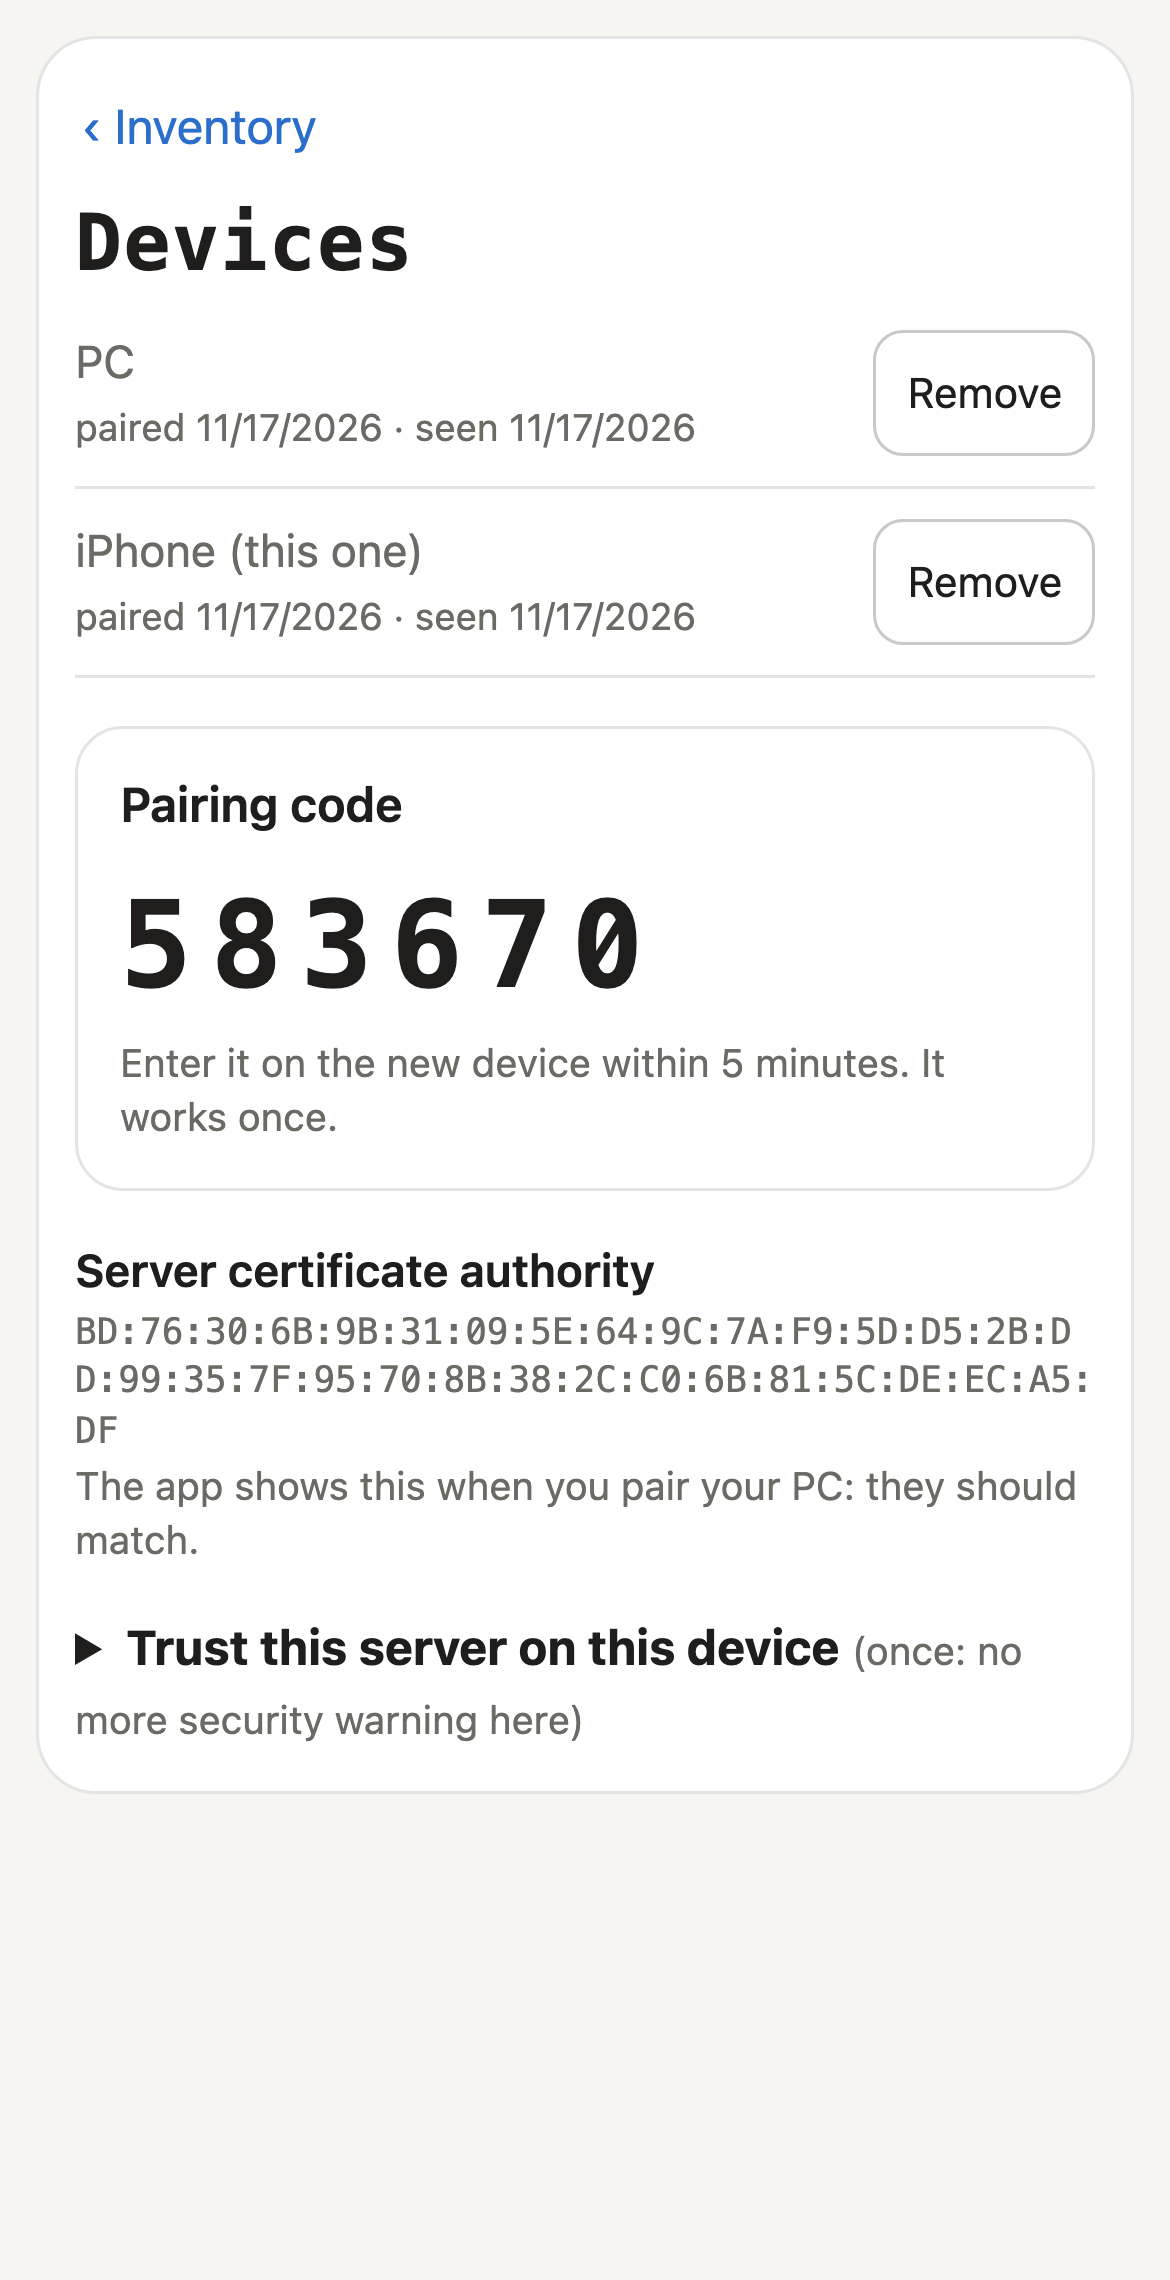 ‹ Inventory
Devices
PC
Remove
paired 11/17/2026 · seen 11/17/2026
iPhone (this one)
Remove
paired 11/17/2026 · seen 11/17/2026
Pairing code
583670
Enter it on the new device within 5 minutes. It
works once.
Server certificate authority
BD:76:30:6B:9B:31:09:5E:64:9C:7A:F9:5D:D5:2B:D
D:99:35:7F:95:70:8B:38:2C:C0:6B:81:5C:DE:EC:A5:
DF
The app shows this when you pair your PC: they should
match.
▶ Trust this server on this device (once: no
more security warning here)